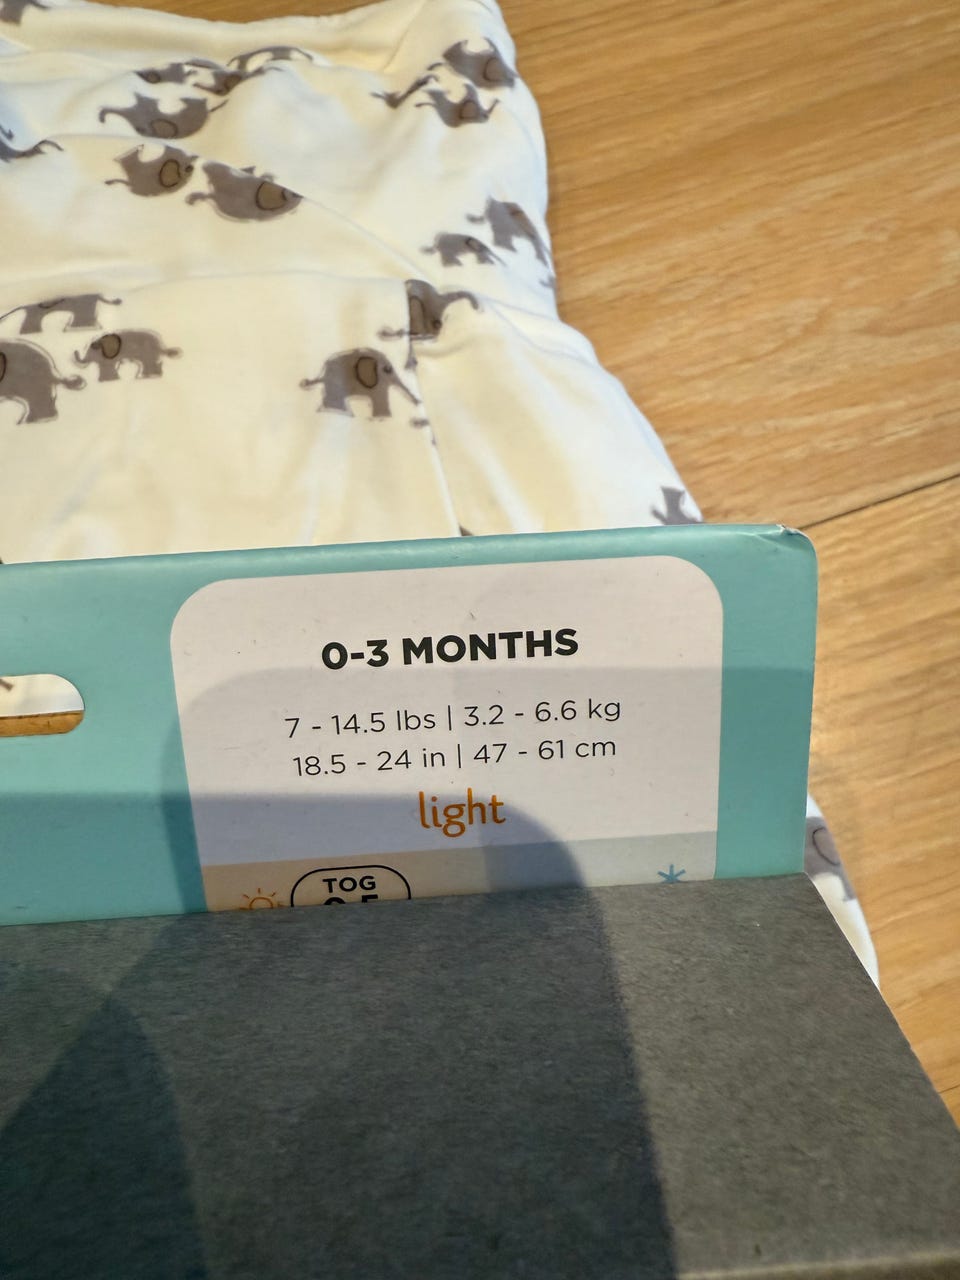 0-3 MONTHS
7 - 14.5 lbs | 3.2 - 6.6 kg
18.5 - 24 in | 47 - 61 cm
light
TOG